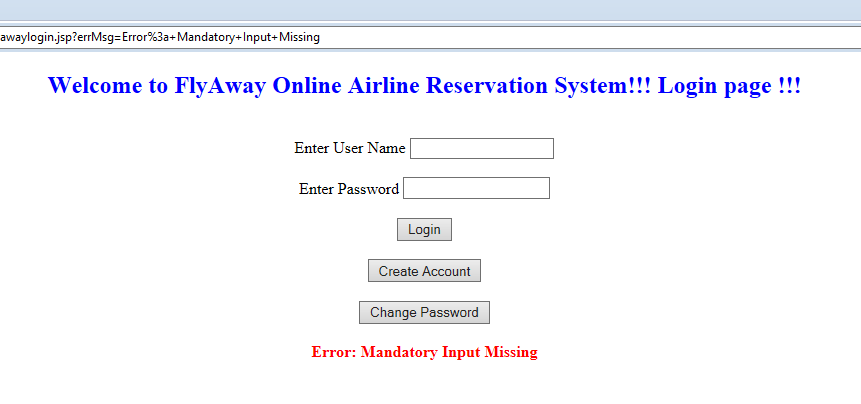 awaylogin.jsp?errMsg=Error%3a+Mandatory+Input+Missing
Welcome to FlyAway Online Airline Reservation System!!! Login page !!!
Enter User Name
Enter Password
Login
Create Account
Change Password
Error: Mandatory Input Missing